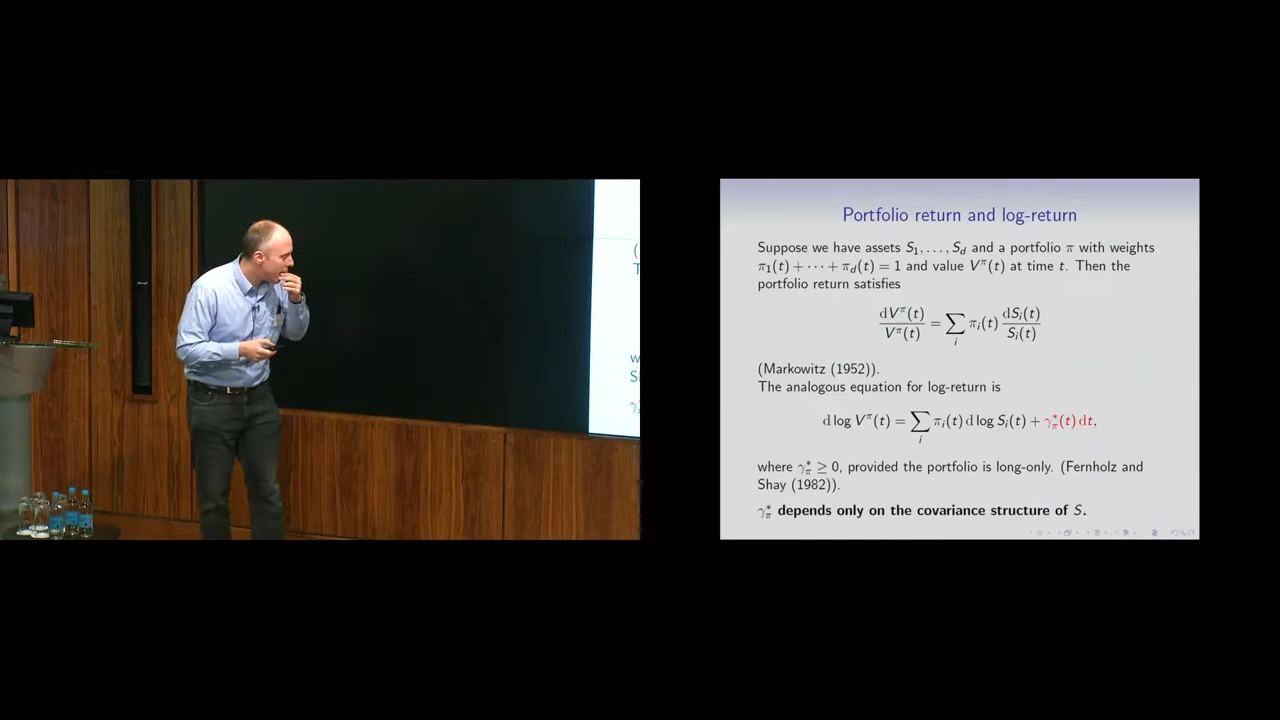 Portfolio return and log-return
Suppose we have assets S₁, . . . , S_d and a portfolio π with weights
π₁(t) + · · · + π_d(t) = 1 and value V^π(t) at time t. Then the
portfolio return satisfies
dV^π(t)/V^π(t) = ∑_i π_i(t) dS_i(t)/S_i(t)
(Markowitz (1952)).
The analogous equation for log-return is
d log V^π(t) = ∑_i π_i(t) d log S_i(t) + γ*_π(t) dt,
where γ*_π ≥ 0, provided the portfolio is long-only. (Fernholz and
Shay (1982)).
γ*_π depends only on the covariance structure of S.